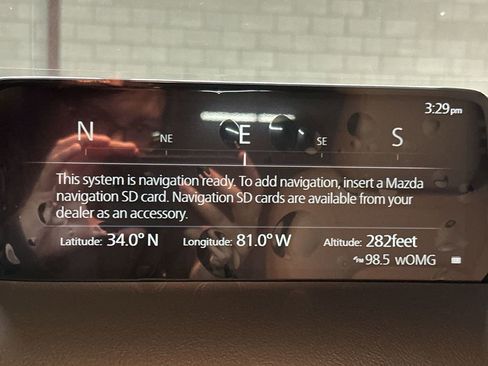 3:29pm
N NE E SE S
This system is navigation ready. To add navigation, insert a Mazda
navigation SD card. Navigation SD cards are available from your
dealer as an accessory.
Latitude: 34.0° N Longitude: 81.0° W Altitude: 282feet
FM 98.5 wOMG